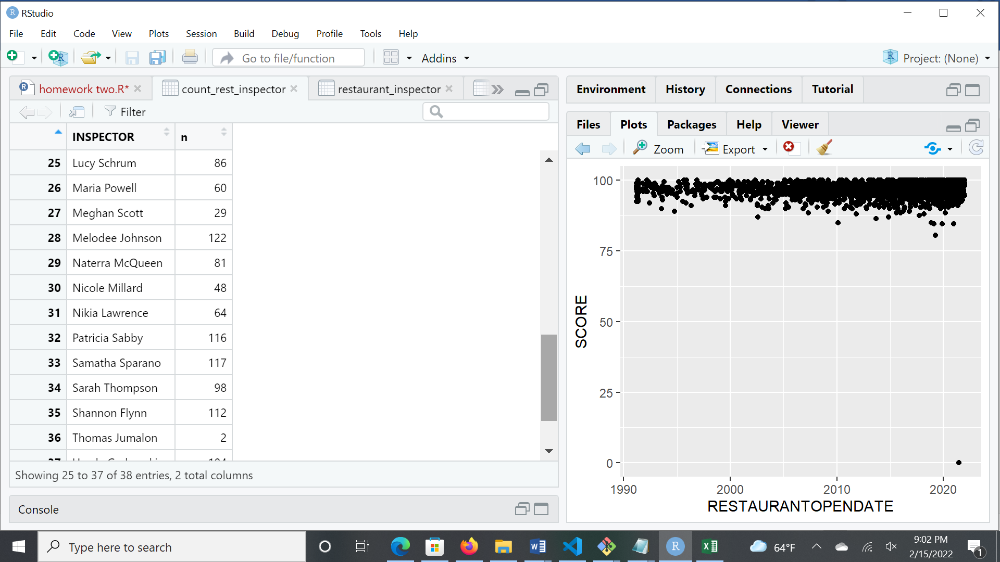 RStudio
File Edit Code View Plots Session Build Debug Profile Tools Help
Go to file/function Addins Project: (None)
homework two.R* count_rest_inspector restaurant_inspector
Filter
INSPECTOR n
25 Lucy Schrum 86
26 Maria Powell 60
27 Meghan Scott 29
28 Melodee Johnson 122
29 Naterra McQueen 81
30 Nicole Millard 48
31 Nikia Lawrence 64
32 Patricia Sabby 116
33 Samatha Sparano 117
34 Sarah Thompson 98
35 Shannon Flynn 112
36 Thomas Jumalon 2
Showing 25 to 37 of 38 entries, 2 total columns
Console
Environment History Connections Tutorial
Files Plots Packages Help Viewer
Zoom Export
100
75
50
25
0
SCORE
1990 2000 2010 2020
RESTAURANTOPENDATE
Type here to search
64°F
9:02 PM
2/15/2022
1